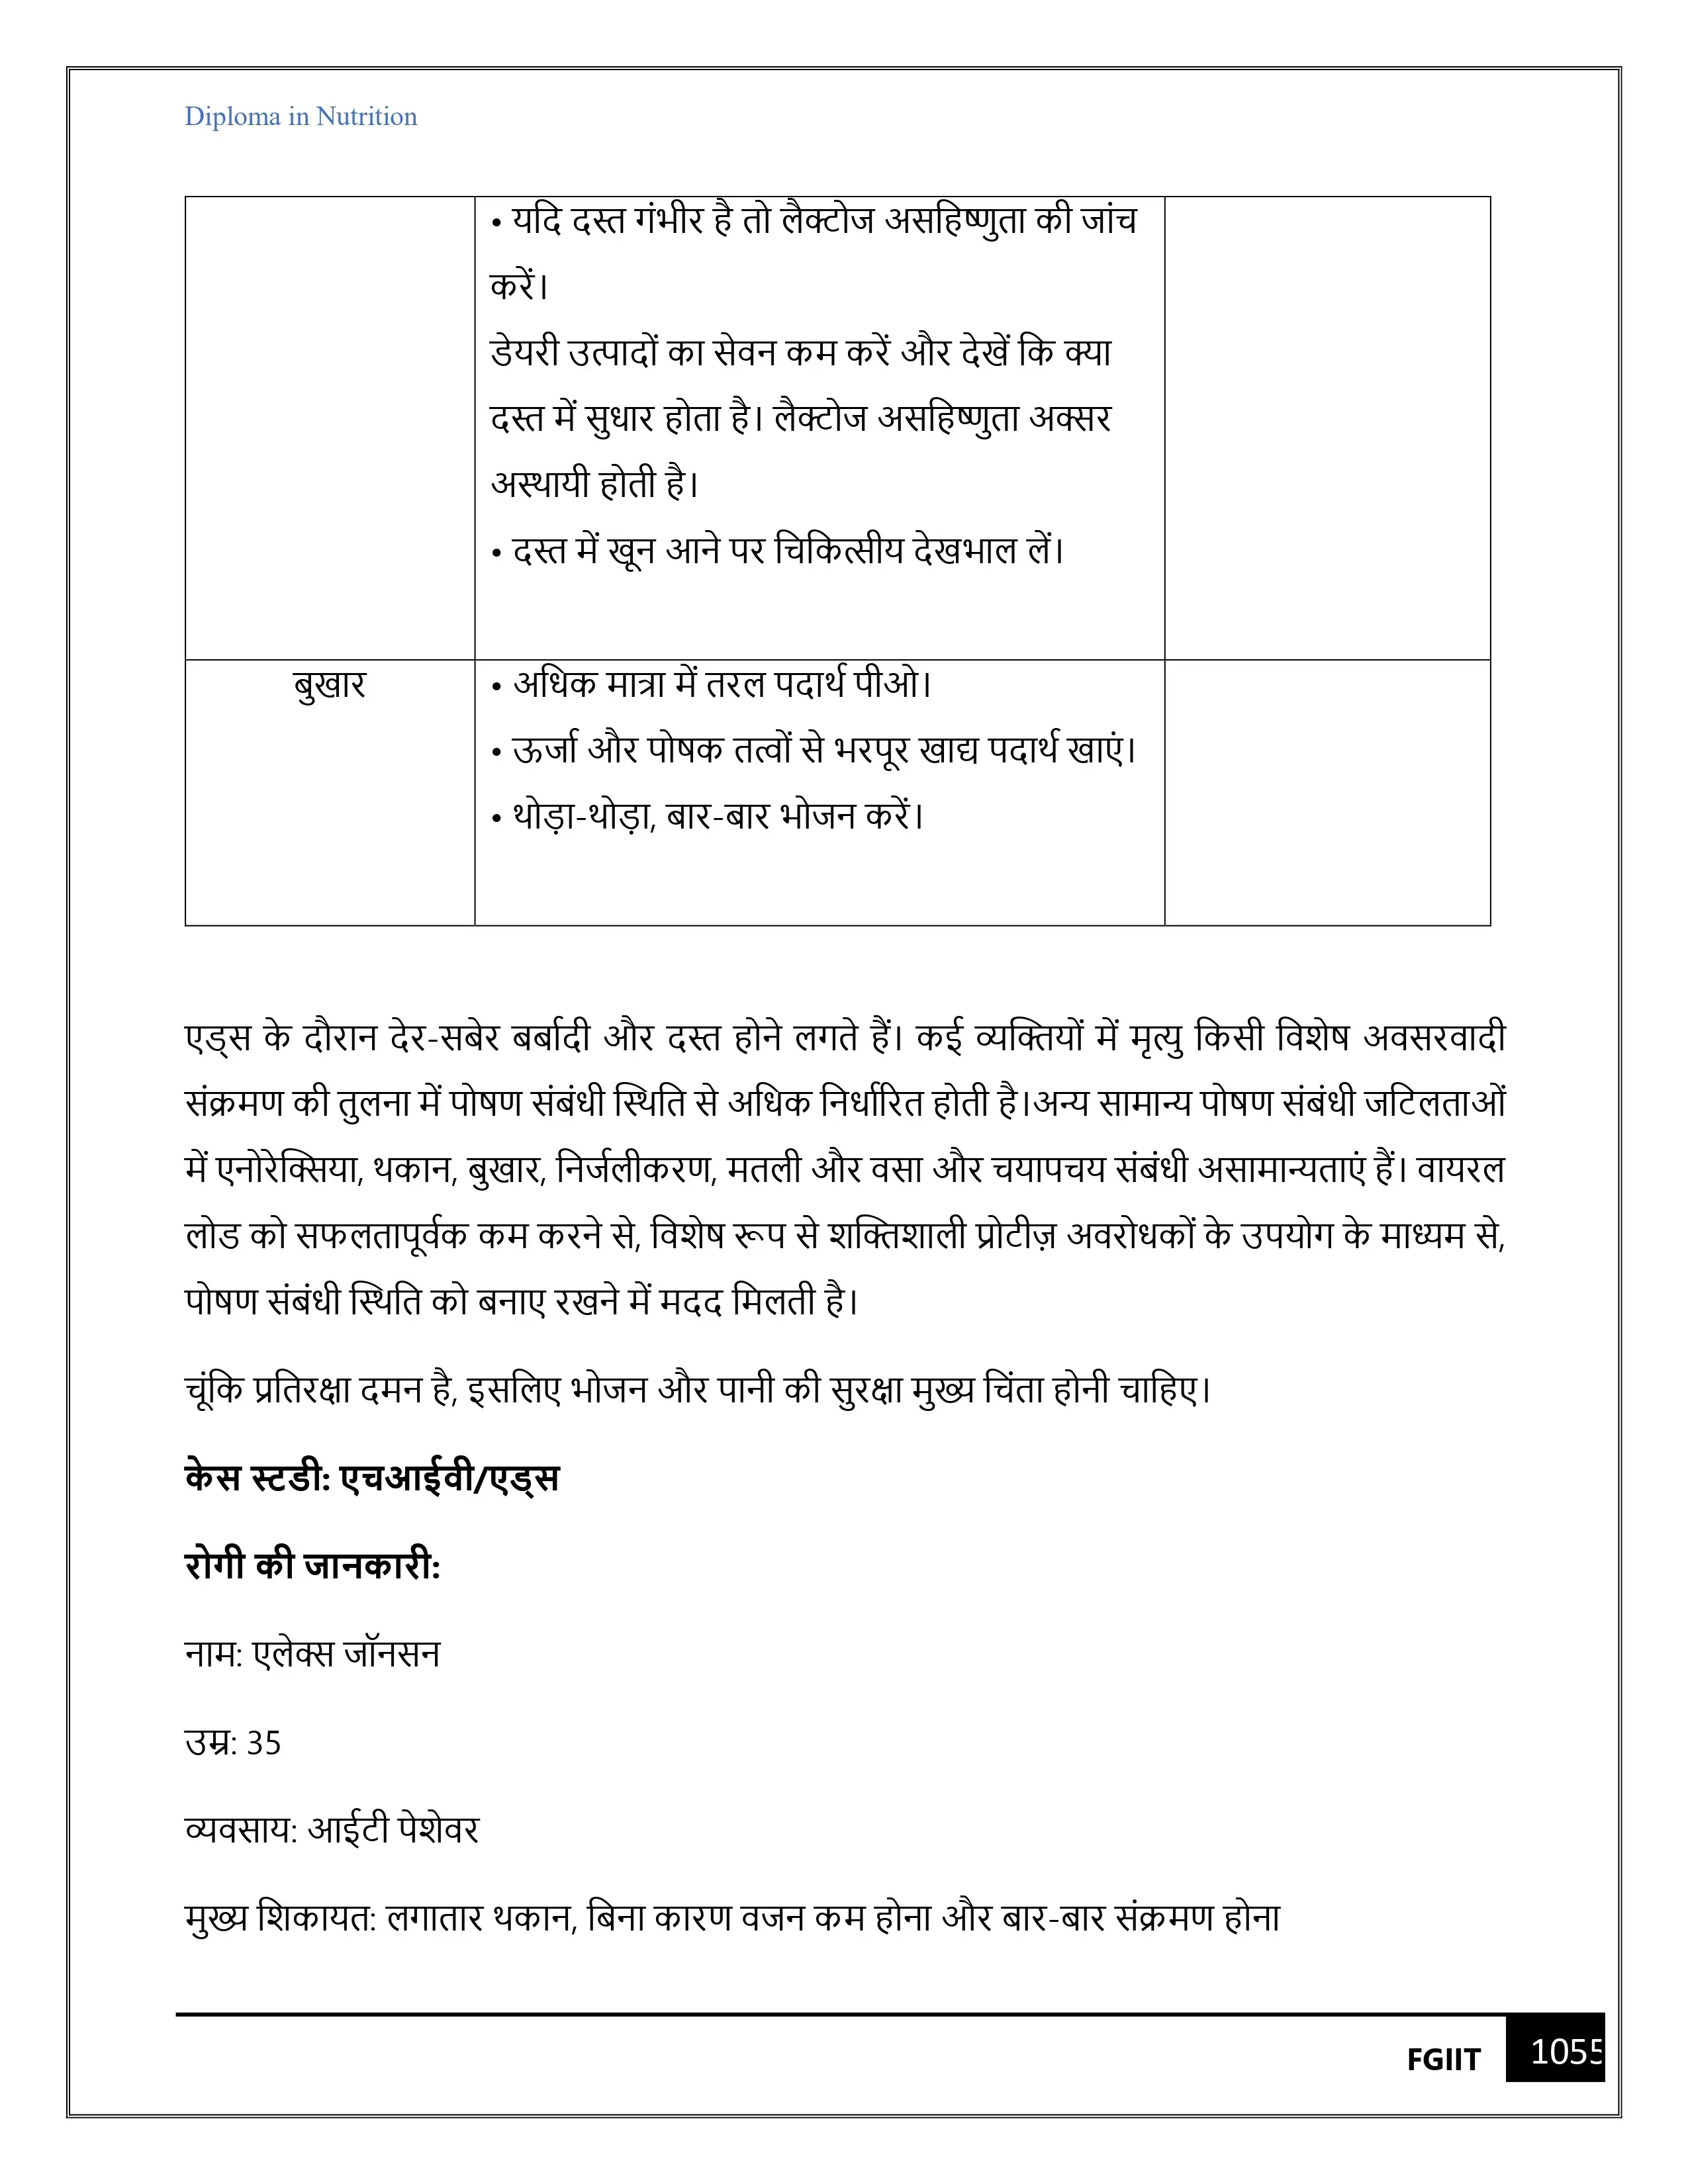 Diploma in Nutrition
• यदि दस्त गंभीर है तो लैक्टोज असहिष्णुता की जांच
करें।
डेयरी उत्पादों का सेवन कम करें और देखें कि क्या
दस्त में सुधार होता है। लैक्टोज असहिष्णुता अक्सर
अस्थायी होती है।
• दस्त में खून आने पर चिकित्सीय देखभाल लें।
बुखार
• अधिक मात्रा में तरल पदार्थ पीओ।
• ऊर्जा और पोषक तत्वों से भरपूर खाद्य पदार्थ खाएं।
• थोड़ा-थोड़ा, बार-बार भोजन करें।
एड्स के दौरान देर-सबेर बर्बादी और दस्त होने लगते हैं। कई व्यक्तियों में मृत्यु किसी विशेष अवसरवादी
संक्रमण की तुलना में पोषण संबंधी स्थिति से अधिक निर्धारित होती है।अन्य सामान्य पोषण संबंधी जटिलताओं
में एनोरेक्सिया, थकान, बुखार, निर्जलीकरण, मतली और वसा और चयापचय संबंधी असामान्यताएं हैं। वायरल
लोड को सफलतापूर्वक कम करने से, विशेष रूप से शक्तिशाली प्रोटीज़ अवरोधकों के उपयोग के माध्यम से,
पोषण संबंधी स्थिति को बनाए रखने में मदद मिलती है।
चूंकि प्रतिरक्षा दमन है, इसलिए भोजन और पानी की सुरक्षा मुख्य चिंता होनी चाहिए।
केस स्टडी: एचआईवी/एड्स
रोगी की जानकारी:
नाम: एलेक्स जॉनसन
उम्र: 35
व्यवसाय: आईटी पेशेवर
मुख्य शिकायत: लगातार थकान, बिना कारण वजन कम होना और बार-बार संक्रमण होना
FGIIT 1055